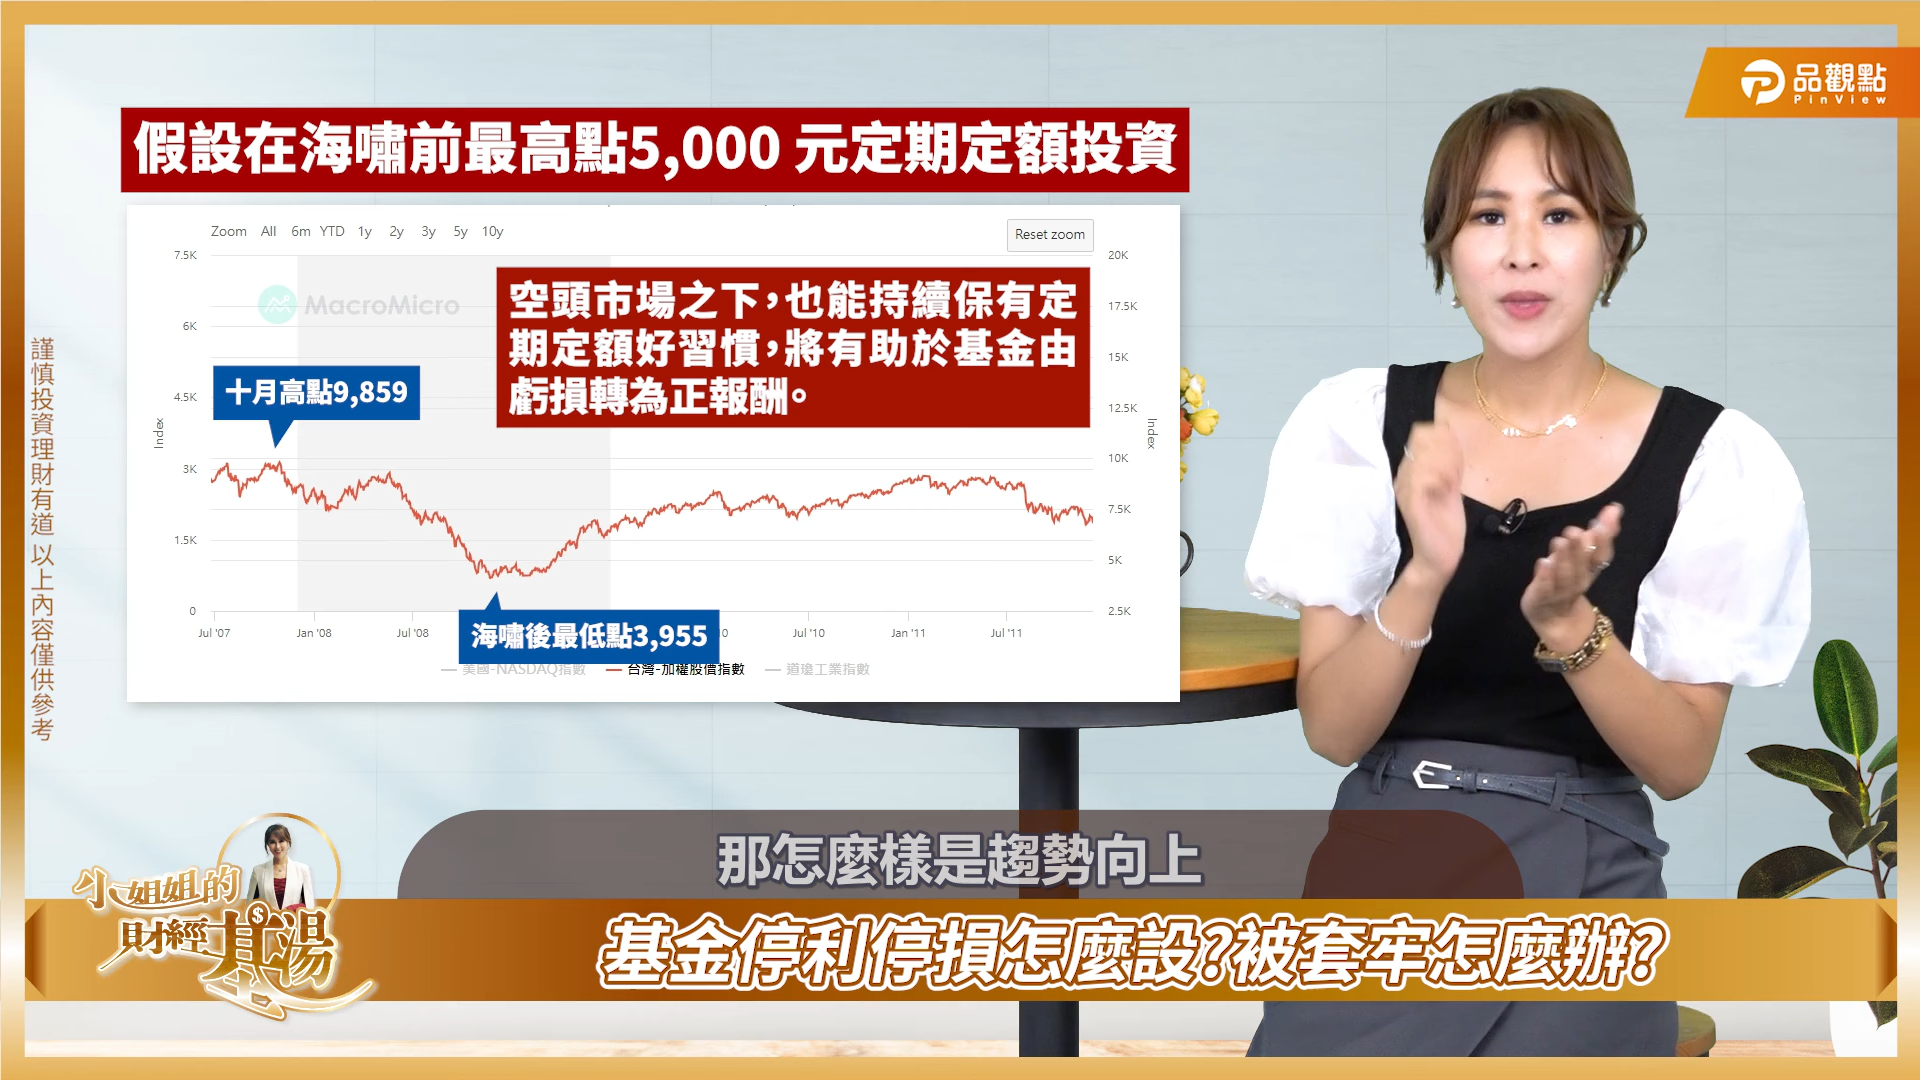 品觀點
PinView
假設在海嘯前最高點5,000 元定期定額投資
Zoom All 6m YTD 1y 2y 3y 5y 10y
Reset zoom
MacroMicro
空頭市場之下，也能持續保有定
期定額好習慣，將有助於基金由
虧損轉為正報酬。
十月高點9,859
7.5K
6K
4.5K
3K
1.5K
0
Index
20K
17.5K
15K
12.5K
10K
7.5K
5K
2.5K
Index
海嘯後最低點3,955
Jul '07 Jan '08 Jul '08 10 Jul '10 Jan '11 Jul '11
美國-NASDAQ指數 台灣-加權股價指數 道瓊工業指數
謹慎投資理財有道 以上內容僅供參考
那怎麼樣是趨勢向上
小姐姐的
財經基湯
$
基金停利停損怎麼設?被套牢怎麼辦?